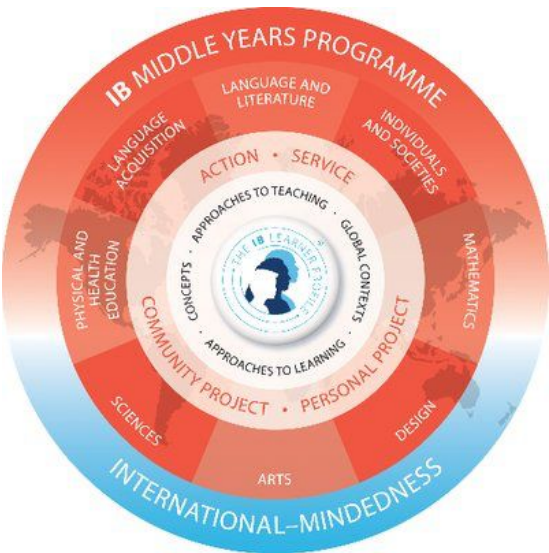 IB MIDDLE YEARS PROGRAMME
LANGUAGE AND
LITERATURE
INDIVIDUALS
AND SOCIETIES
MATHEMATICS
DESIGN
ARTS
SCIENCES
PHYSICAL AND
HEALTH
EDUCATION
LANGUAGE
ACQUISITION
ACTION • SERVICE
PERSONAL PROJECT •
COMMUNITY PROJECT
APPROACHES TO TEACHING •
GLOBAL CONTEXTS •
APPROACHES TO LEARNING •
CONCEPTS •
THE IB LEARNER PROFILE
INTERNATIONAL–MINDEDNESS